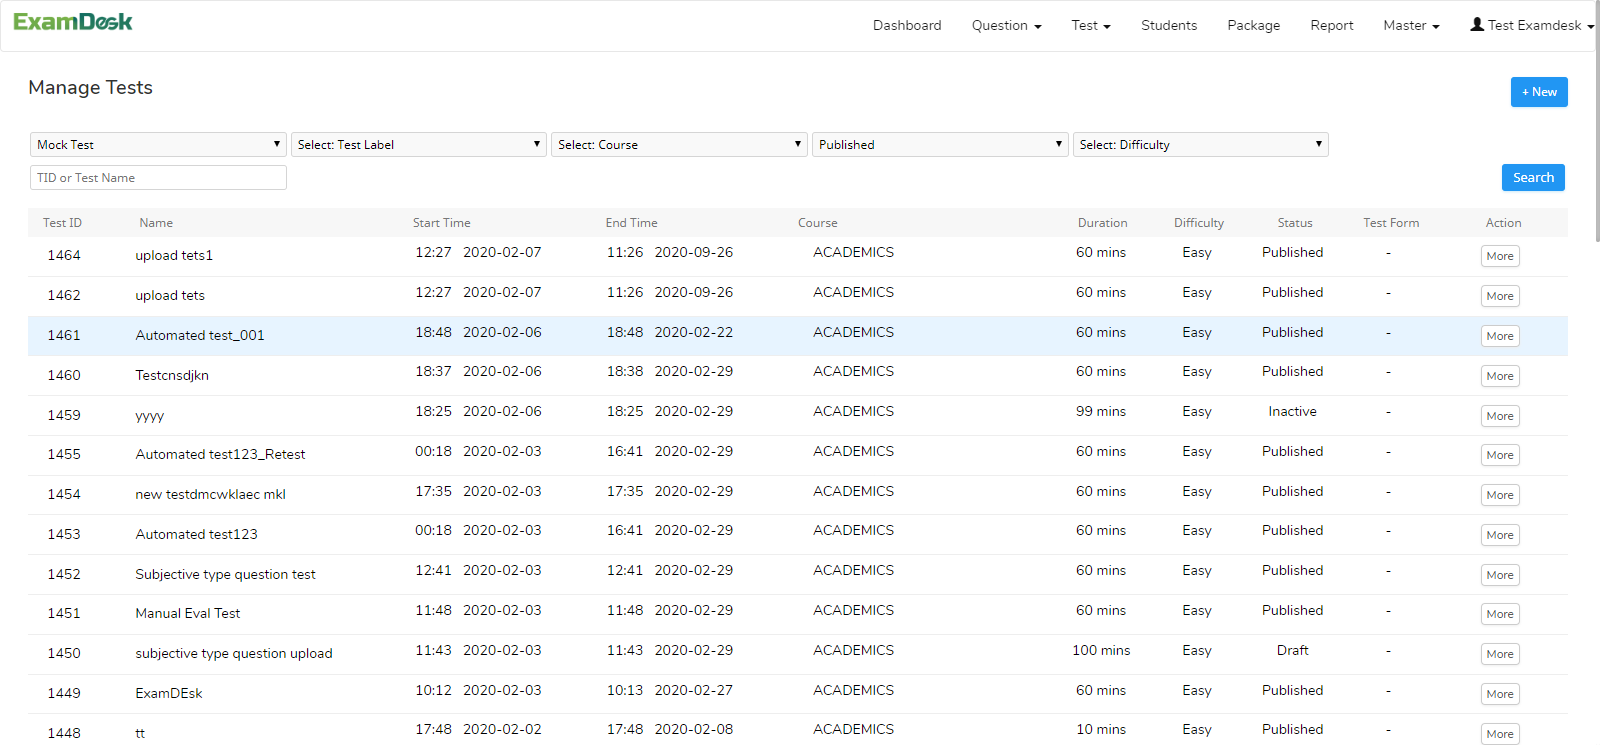 ExamDesk Dashboard Question Test Students Package Report Master Test Examdesk
Manage Tests
+ New
Mock Test Select: Test Label Select: Course Published Select: Difficulty
TID or Test Name Search
Test ID Name Start Time End Time Course Duration Difficulty Status Test Form Action
1464 upload tets1 12:27 2020-02-07 11:26 2020-09-26 ACADEMICS 60 mins Easy Published - More
1462 upload tets 12:27 2020-02-07 11:26 2020-09-26 ACADEMICS 60 mins Easy Published - More
1461 Automated test_001 18:48 2020-02-06 18:48 2020-02-22 ACADEMICS 60 mins Easy Published - More
1460 Testcnsdjkn 18:37 2020-02-06 18:38 2020-02-29 ACADEMICS 60 mins Easy Published - More
1459 yyyy 18:25 2020-02-06 18:25 2020-02-29 ACADEMICS 99 mins Easy Inactive - More
1455 Automated test123_Retest 00:18 2020-02-03 16:41 2020-02-29 ACADEMICS 60 mins Easy Published - More
1454 new testdmcwklaec mkl 17:35 2020-02-03 17:35 2020-02-29 ACADEMICS 60 mins Easy Published - More
1453 Automated test123 00:18 2020-02-03 16:41 2020-02-29 ACADEMICS 60 mins Easy Published - More
1452 Subjective type question test 12:41 2020-02-03 12:41 2020-02-29 ACADEMICS 60 mins Easy Published - More
1451 Manual Eval Test 11:48 2020-02-03 11:48 2020-02-29 ACADEMICS 60 mins Easy Published - More
1450 subjective type question upload 11:43 2020-02-03 11:43 2020-02-29 ACADEMICS 100 mins Easy Draft - More
1449 ExamDEsk 10:12 2020-02-03 10:13 2020-02-27 ACADEMICS 60 mins Easy Published - More
1448 tt 17:48 2020-02-02 17:48 2020-02-08 ACADEMICS 10 mins Easy Published - More